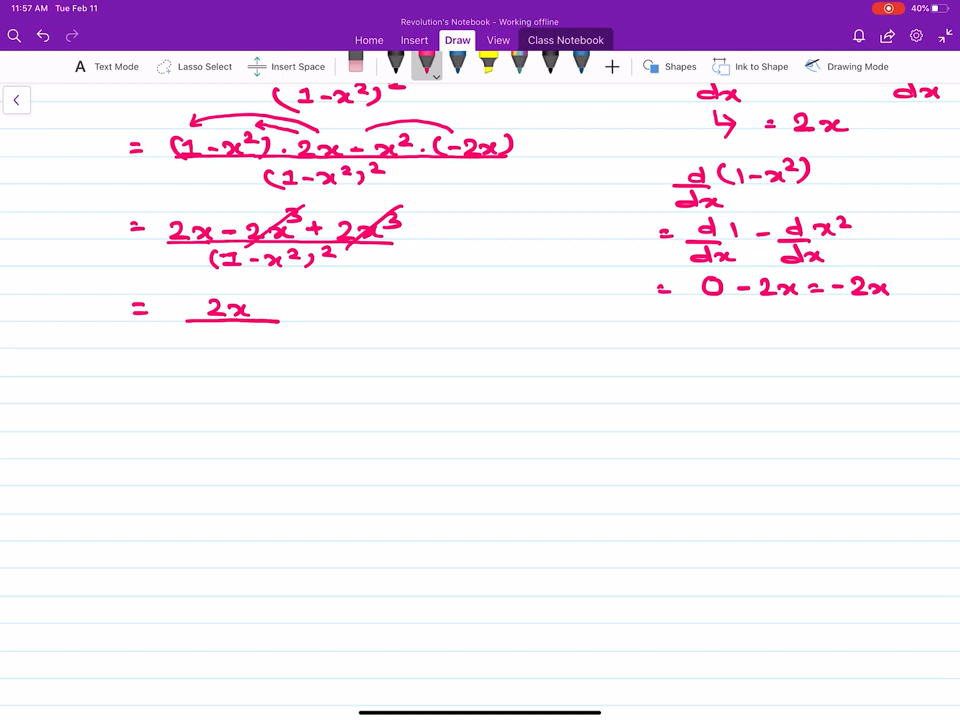 11:57 AM Tue Feb 11
40%
Revolution's Notebook - Working offline
Home Insert Draw View Class Notebook
A Text Mode Lasso Select Insert Space Shapes Ink to Shape Drawing Mode
(1-x²)²
dx dx
↳ = 2x
= (1-x²) · 2x - x² · (-2x)
(1-x²)²
d (1-x²)
dx
= 2x - 2x³ + 2x³
(1-x²)²
= d 1 - d x²
dx dx
= 0 - 2x = -2x
= 2x